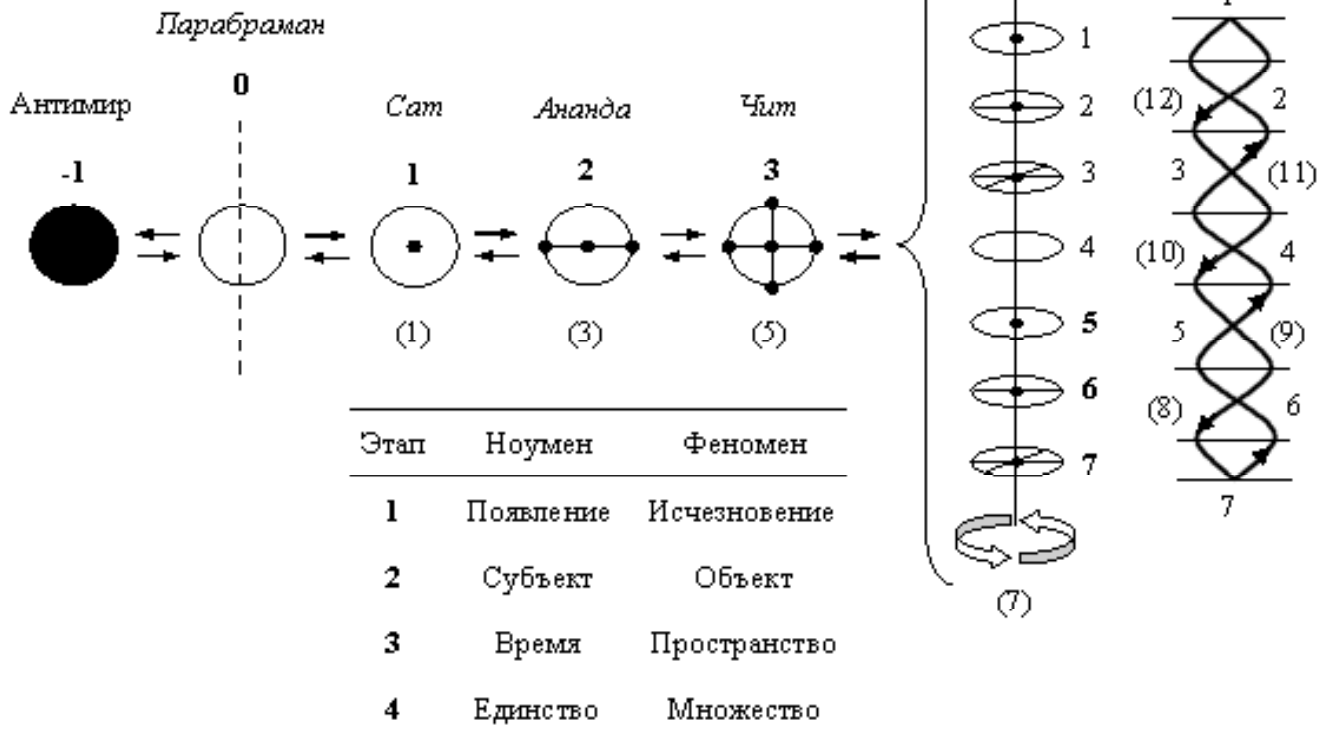 Парабраман
Антимир
0
Сат
Ананда
Чит
-1
1
2
3
(1)
(3)
(5)
Этап Ноумен Феномен
1 Появление Исчезновение
2 Субъект Объект
3 Время Пространство
4 Единство Множество
1
2
3
4
5
6
7
(7)
(12) 2
3 (11)
(10) 4
5 (9)
(8) 6
7